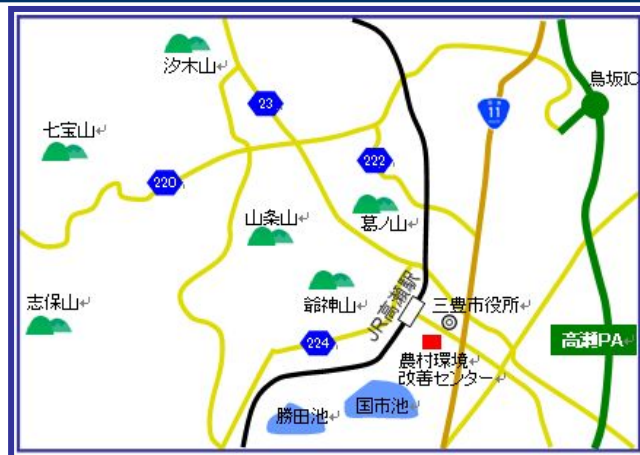 汐木山
鳥坂IC
23
国道
11
七宝山
222
220
山条山
葛ノ山
志保山
爺神山
JR高瀬駅
三豊市役所
224
高瀬PA
農村環境
改善センター
国市池
勝田池